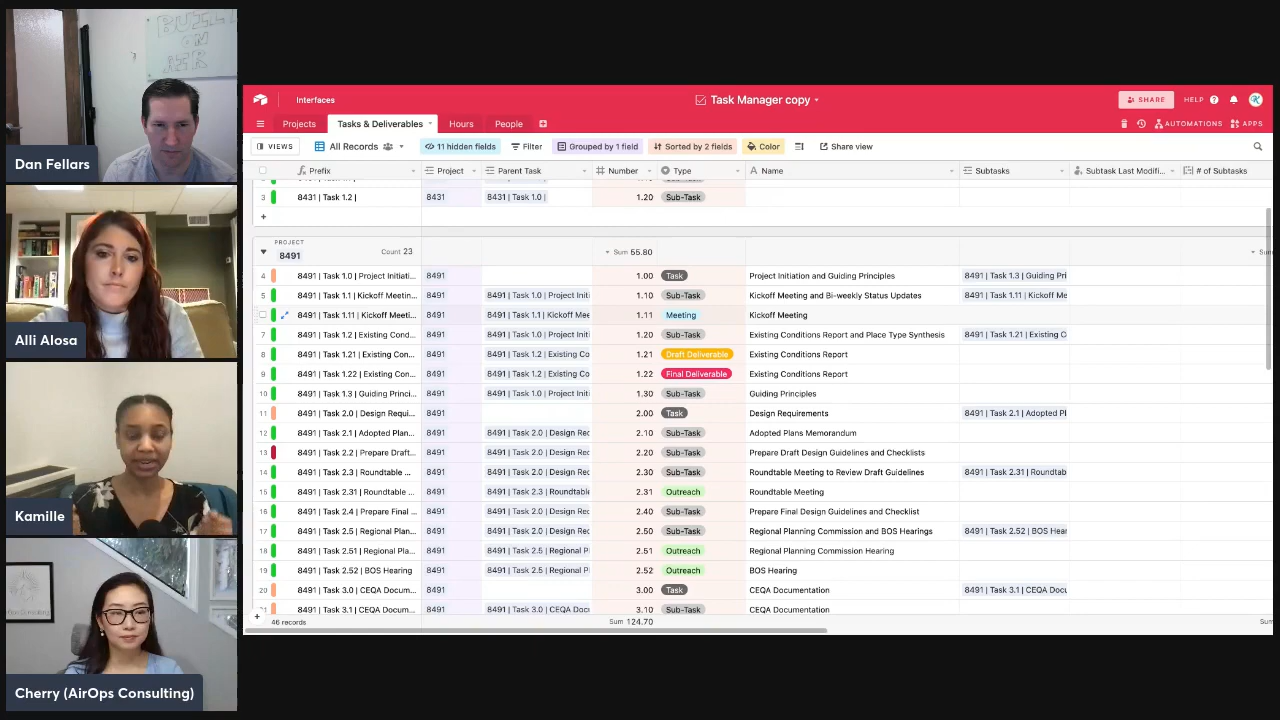 BUILT
ON
AIR
Dan Fellars
Alli Alosa
Kamille
Cherry (AirOps Consulting)
Interfaces
Task Manager copy
SHARE
HELP
Projects
Tasks & Deliverables
Hours
People
AUTOMATIONS
APPS
VIEWS
All Records
11 hidden fields
Filter
Grouped by 1 field
Sorted by 2 fields
Color
Share view
Prefix Project Parent Task Number Type Name Subtasks Subtask Last Modifi... # of Subtasks
3 8431 | Task 1.2 | 8431 8431 | Task 1.0 | 1.20 Sub-Task
+
PROJECT
8491 Count 23 Sum 55.80 Sum
4 8491 | Task 1.0 | Project Initiati... 8491 1.00 Task Project Initiation and Guiding Principles 8491 | Task 1.3 | Guiding Pri
5 8491 | Task 1.1 | Kickoff Meetin... 8491 8491 | Task 1.0 | Project Initi 1.10 Sub-Task Kickoff Meeting and Bi-weekly Status Updates 8491 | Task 1.11 | Kickoff Me
8491 | Task 1.11 | Kickoff Meeti... 8491 8491 | Task 1.1 | Kickoff Mee 1.11 Meeting Kickoff Meeting
7 8491 | Task 1.2 | Existing Cond... 8491 8491 | Task 1.0 | Project Initi 1.20 Sub-Task Existing Conditions Report and Place Type Synthesis 8491 | Task 1.21 | Existing C
8 8491 | Task 1.21 | Existing Con... 8491 8491 | Task 1.2 | Existing Co 1.21 Draft Deliverable Existing Conditions Report
9 8491 | Task 1.22 | Existing Con... 8491 8491 | Task 1.2 | Existing Co 1.22 Final Deliverable Existing Conditions Report
10 8491 | Task 1.3 | Guiding Princi... 8491 8491 | Task 1.0 | Project Initi 1.30 Sub-Task Guiding Principles
11 8491 | Task 2.0 | Design Requi... 8491 2.00 Task Design Requirements 8491 | Task 2.1 | Adopted Pl
12 8491 | Task 2.1 | Adopted Plan... 8491 8491 | Task 2.0 | Design Rec 2.10 Sub-Task Adopted Plans Memorandum
13 8491 | Task 2.2 | Prepare Draft... 8491 8491 | Task 2.0 | Design Rec 2.20 Sub-Task Prepare Draft Design Guidelines and Checklists
14 8491 | Task 2.3 | Roundtable ... 8491 8491 | Task 2.0 | Design Rec 2.30 Sub-Task Roundtable Meeting to Review Draft Guidelines 8491 | Task 2.31 | Roundtab
15 8491 | Task 2.31 | Roundtable ... 8491 8491 | Task 2.3 | Roundtable 2.31 Outreach Roundtable Meeting
16 8491 | Task 2.4 | Prepare Final... 8491 8491 | Task 2.0 | Design Rec 2.40 Sub-Task Prepare Final Design Guidelines and Checklist
17 8491 | Task 2.5 | Regional Plan... 8491 8491 | Task 2.0 | Design Rec 2.50 Sub-Task Regional Planning Commission and BOS Hearings 8491 | Task 2.52 | BOS Hear
18 8491 | Task 2.51 | Regional Pla... 8491 8491 | Task 2.5 | Regional P 2.51 Outreach Regional Planning Commission Hearing
19 8491 | Task 2.52 | BOS Hearing 8491 8491 | Task 2.5 | Regional P 2.52 Outreach BOS Hearing
20 8491 | Task 3.0 | CEQA Docum... 8491 3.00 Task CEQA Documentation 8491 | Task 3.1 | CEQA Docu
21 8491 | Task 3.1 | CEQA Docum... 8491 8491 | Task 3.0 | CEQA Docu 3.10 Sub-Task CEQA Documentation
+
46 records Sum 124.70 Sum